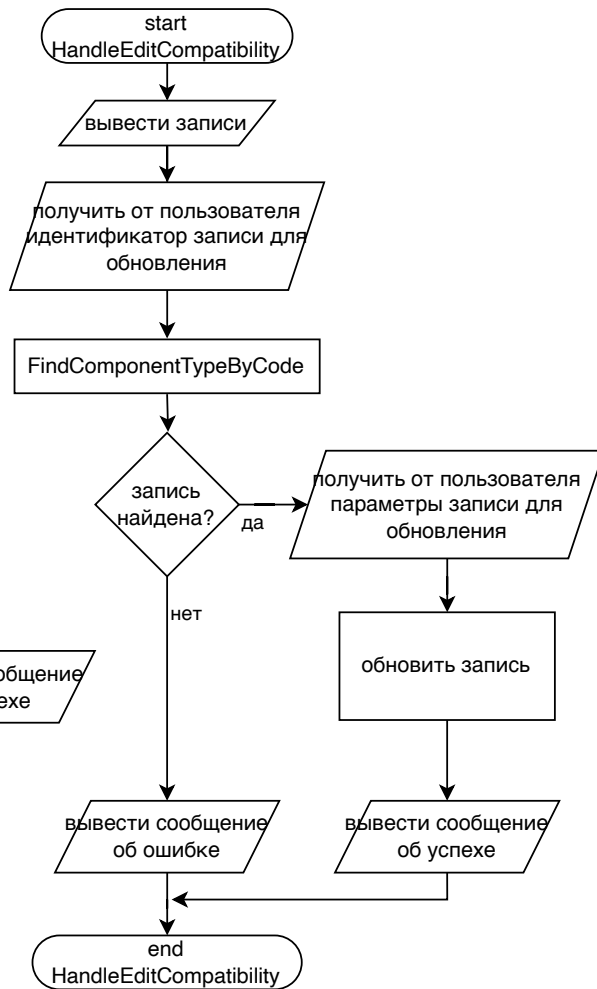 start
HandleEditCompatibility
вывести записи
получить от пользователя
идентификатор записи для
обновления
FindComponentTypeByCode
запись
найдена?
да
получить от пользователя
параметры записи для
обновления
нет
обновить запись
вывести сообщение
об ошибке
вывести сообщение
об успехе
end
HandleEditCompatibility